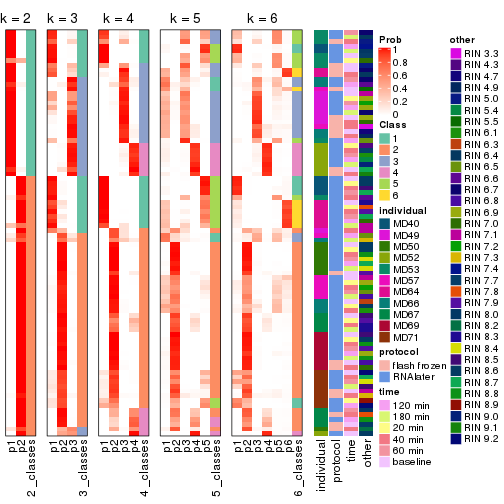 k = 2
k = 3
k = 4
k = 5
k = 6
p1
p2
2_classes
p1
p2
p3
3_classes
p1
p2
p3
p4
4_classes
p1
p2
p3
p4
p5
5_classes
p1
p2
p3
p4
p5
p6
6_classes
individual
protocol
time
other
Prob
1
0.8
0.6
0.4
0.2
0
Class
1
2
3
4
5
6
individual
MD40
MD49
MD50
MD52
MD53
MD57
MD64
MD66
MD67
MD69
MD71
protocol
flash frozen
RNAlater
time
120 min
180 min
20 min
40 min
60 min
baseline
other
RIN 3.3
RIN 4.3
RIN 4.7
RIN 4.9
RIN 5.0
RIN 5.4
RIN 5.5
RIN 6.1
RIN 6.3
RIN 6.4
RIN 6.5
RIN 6.6
RIN 6.7
RIN 6.8
RIN 6.9
RIN 7.0
RIN 7.1
RIN 7.2
RIN 7.3
RIN 7.4
RIN 7.7
RIN 7.8
RIN 7.9
RIN 8.0
RIN 8.2
RIN 8.3
RIN 8.4
RIN 8.5
RIN 8.6
RIN 8.7
RIN 8.8
RIN 8.9
RIN 9.0
RIN 9.1
RIN 9.2